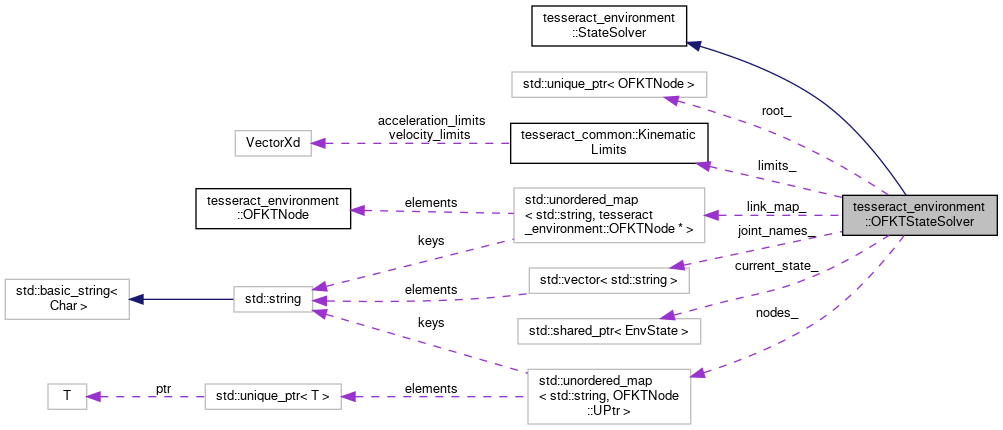 tesseract_environment
::StateSolver
std::unique_ptr< OFKTNode >
root_
acceleration_limits
velocity_limits
VectorXd
tesseract_common::Kinematic
Limits
limits_
tesseract_environment
::OFKTNode
elements
std::unordered_map
< std::string, tesseract
_environment::OFKTNode * >
link_map_
tesseract_environment
::OFKTStateSolver
keys
joint_names_
std::vector< std::string >
current_state_
std::basic_string<
Char >
std::string
elements
std::shared_ptr< EnvState >
nodes_
keys
T
ptr
std::unique_ptr< T >
elements
std::unordered_map
< std::string, OFKTNode
::UPtr >